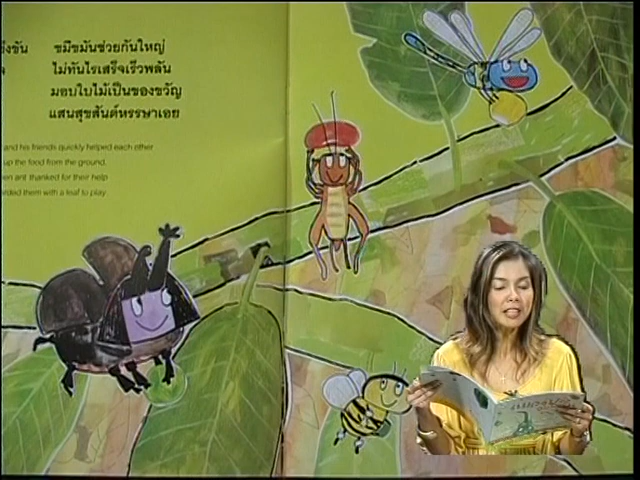 ขมีขมันช่วยกันใหญ่
ไม่ทันไรเสร็จเร็วพลัน
มอบใบไม้เป็นของขวัญ
แสนสุขสันต์หรรษาเอย
and his friends quickly helped each other
up the food from the ground.
ant thanked for their help
them with a leaf to play.